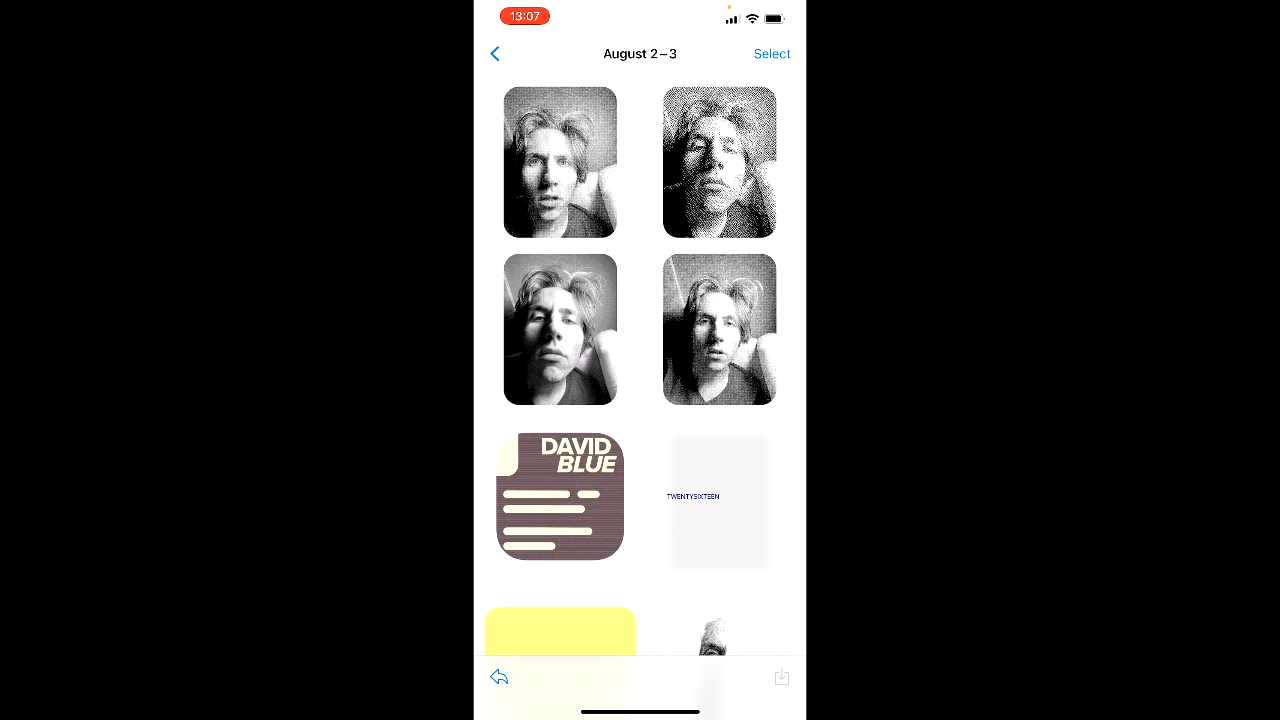 13:07
August 2–3
Select
DAVID
BLUE
TWENTYSIXTEEN